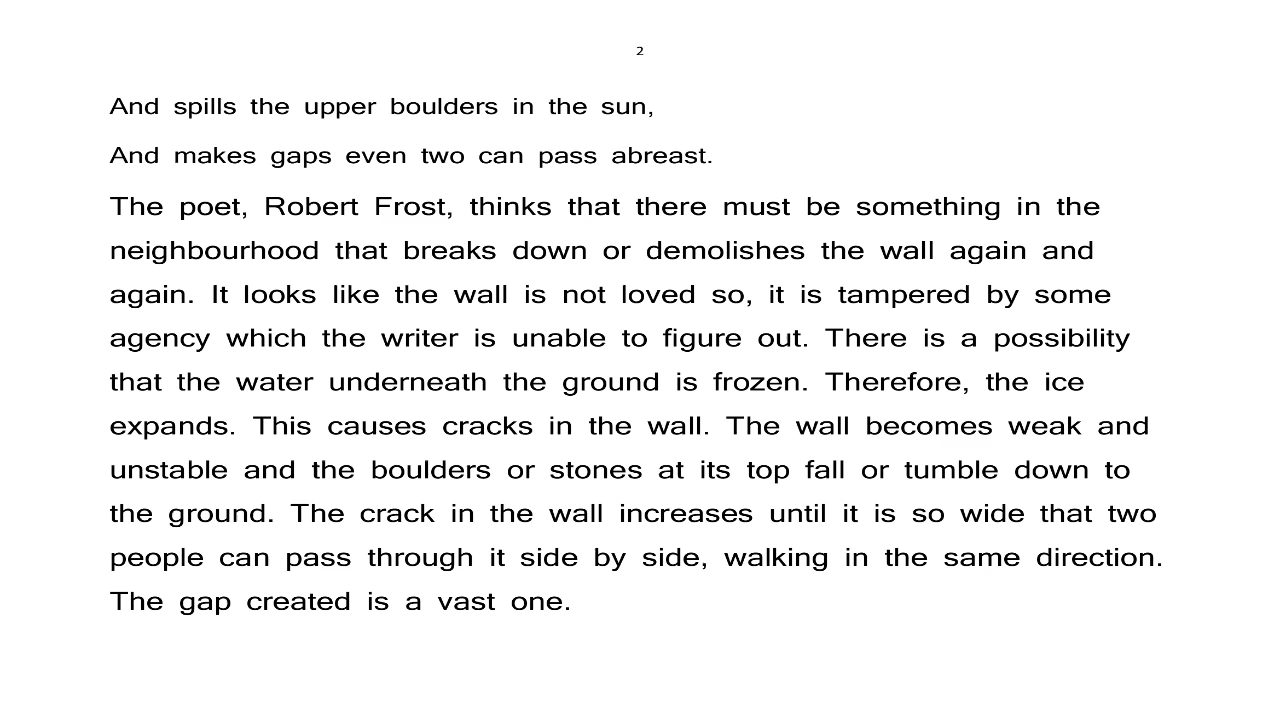 2
And spills the upper boulders in the sun,
And makes gaps even two can pass abreast.
The poet, Robert Frost, thinks that there must be something in the
neighbourhood that breaks down or demolishes the wall again and
again. It looks like the wall is not loved so, it is tampered by some
agency which the writer is unable to figure out. There is a possibility
that the water underneath the ground is frozen. Therefore, the ice
expands. This causes cracks in the wall. The wall becomes weak and
unstable and the boulders or stones at its top fall or tumble down to
the ground. The crack in the wall increases until it is so wide that two
people can pass through it side by side, walking in the same direction.
The gap created is a vast one.